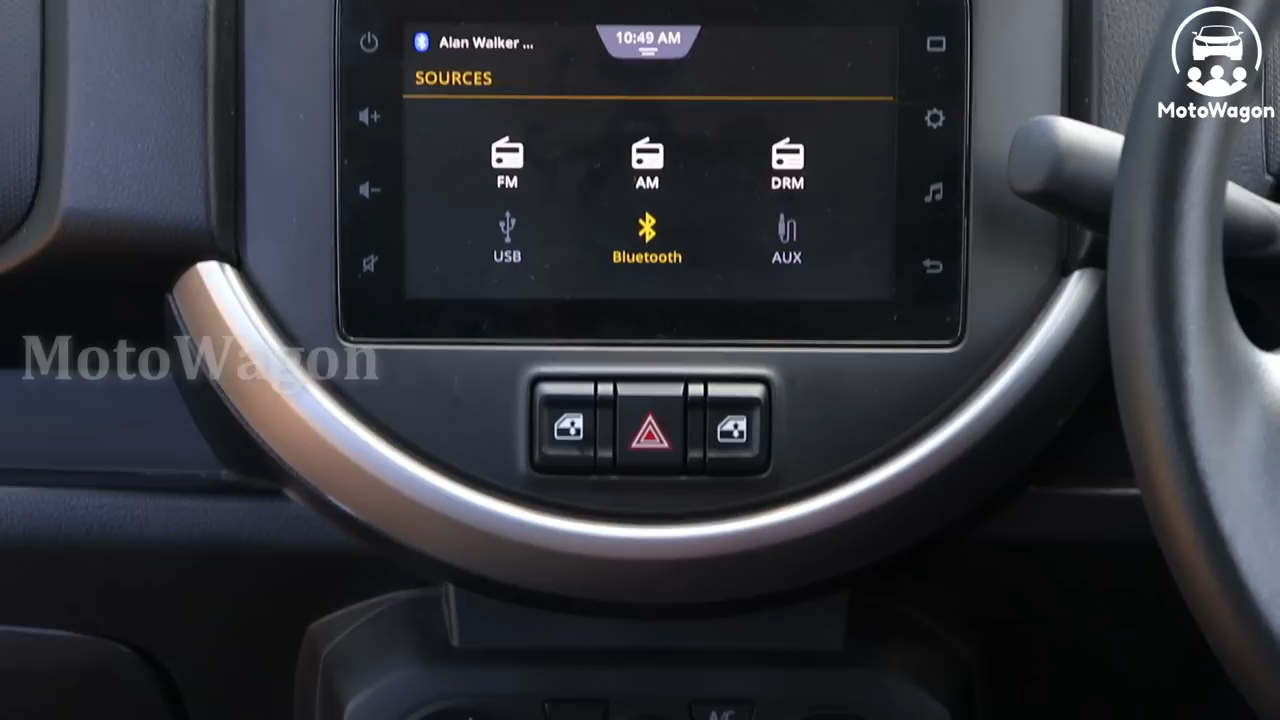 Alan Walker ...
10:49 AM
SOURCES
FM
AM
DRM
USB
Bluetooth
AUX
MotoWagon
MotoWagon
A/C